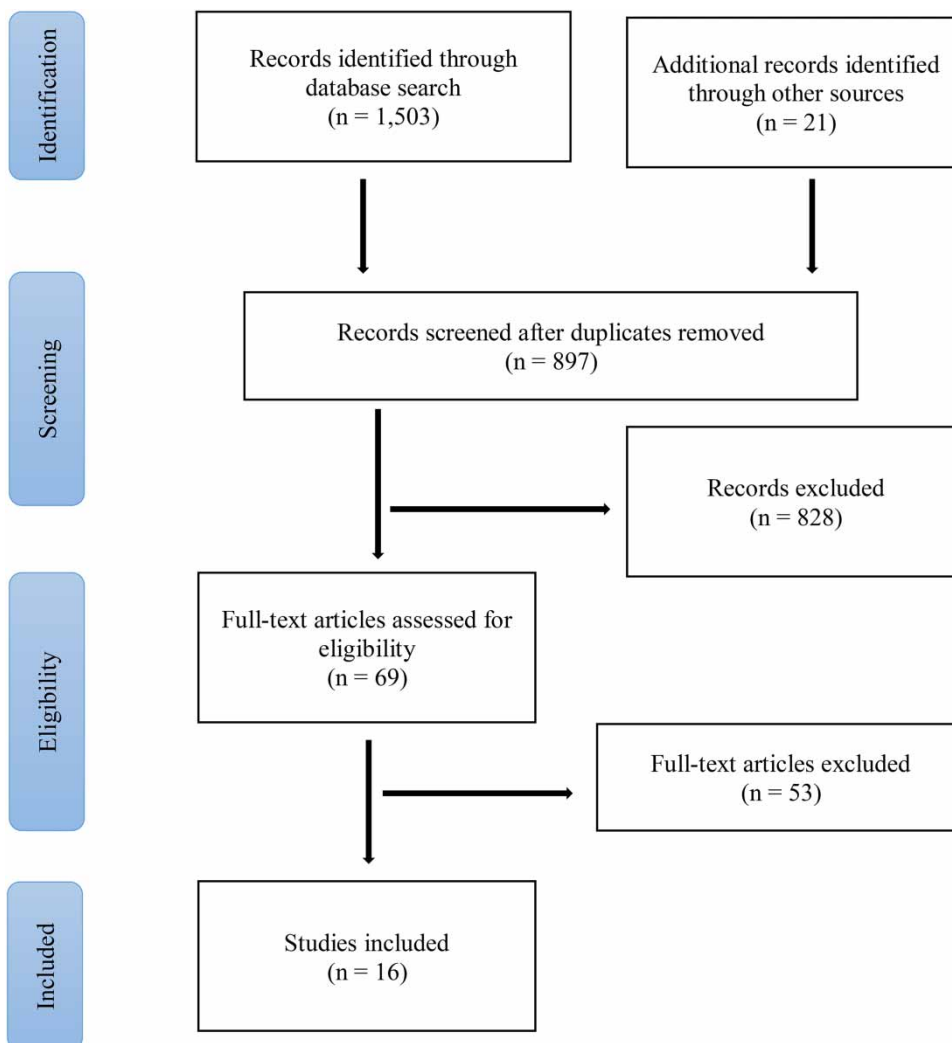 Identification
Records identified through
database search
(n = 1,503)
Additional records identified
through other sources
(n = 21)
Screening
Records screened after duplicates removed
(n = 897)
Records excluded
(n = 828)
Eligibility
Full-text articles assessed for
eligibility
(n = 69)
Full-text articles excluded
(n = 53)
Included
Studies included
(n = 16)